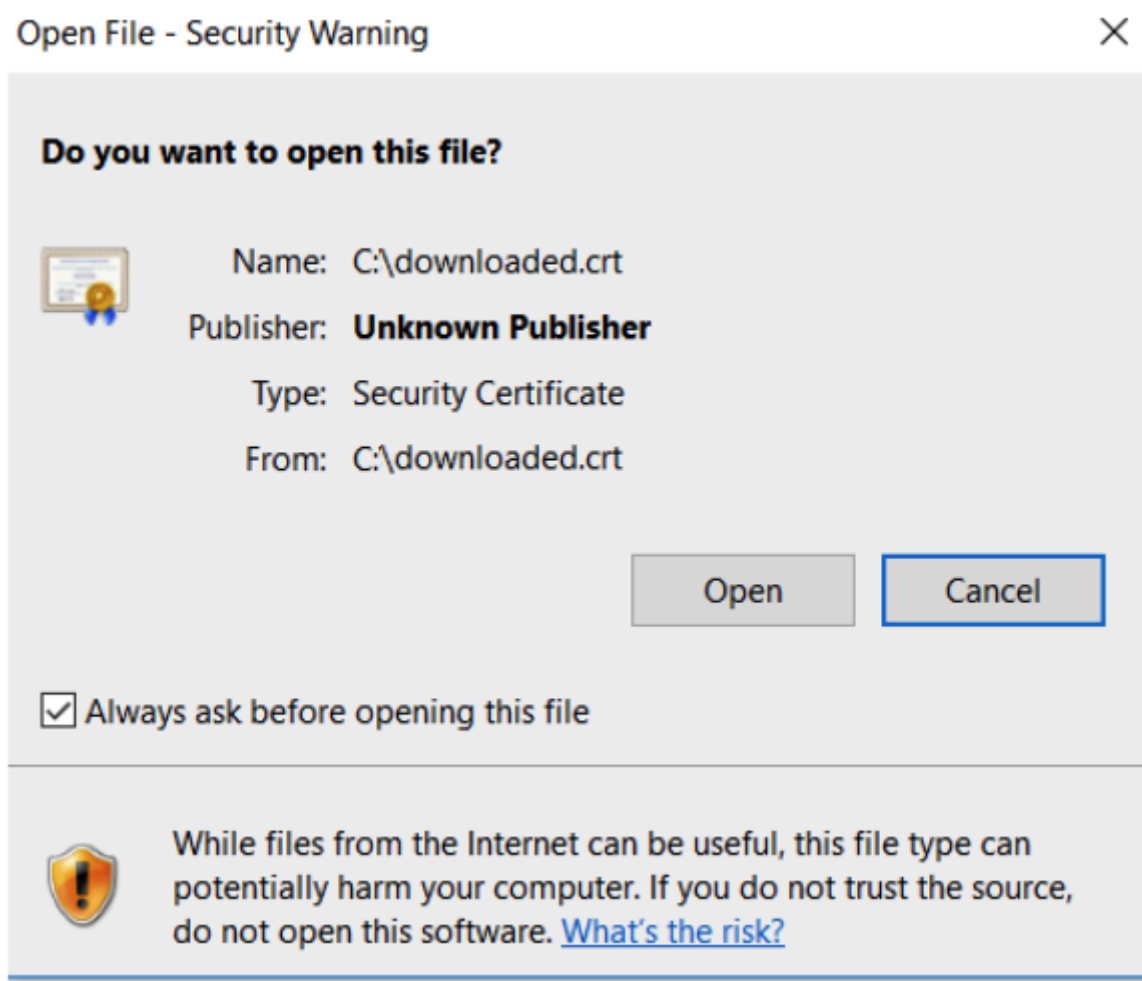 Open File - Security Warning
Do you want to open this file?
Name: C:\downloaded.crt
Publisher: Unknown Publisher
Type: Security Certificate
From: C:\downloaded.crt
Open Cancel
Always ask before opening this file
While files from the Internet can be useful, this file type can
potentially harm your computer. If you do not trust the source,
do not open this software. What's the risk?